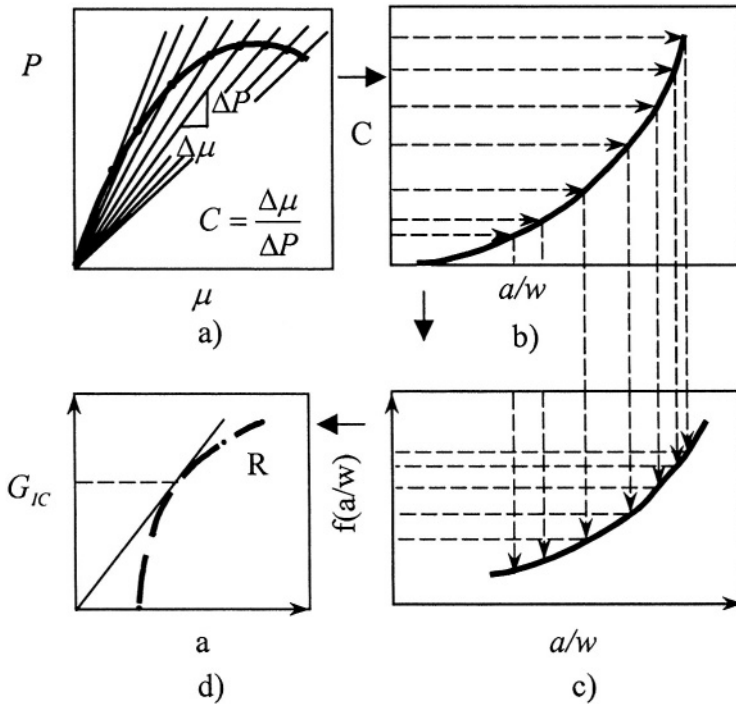 P
ΔP
Δμ
C = Δμ / ΔP
μ
a)
C
a/w
b)
G_IC
R
a
d)
f(a/w)
a/w
c)